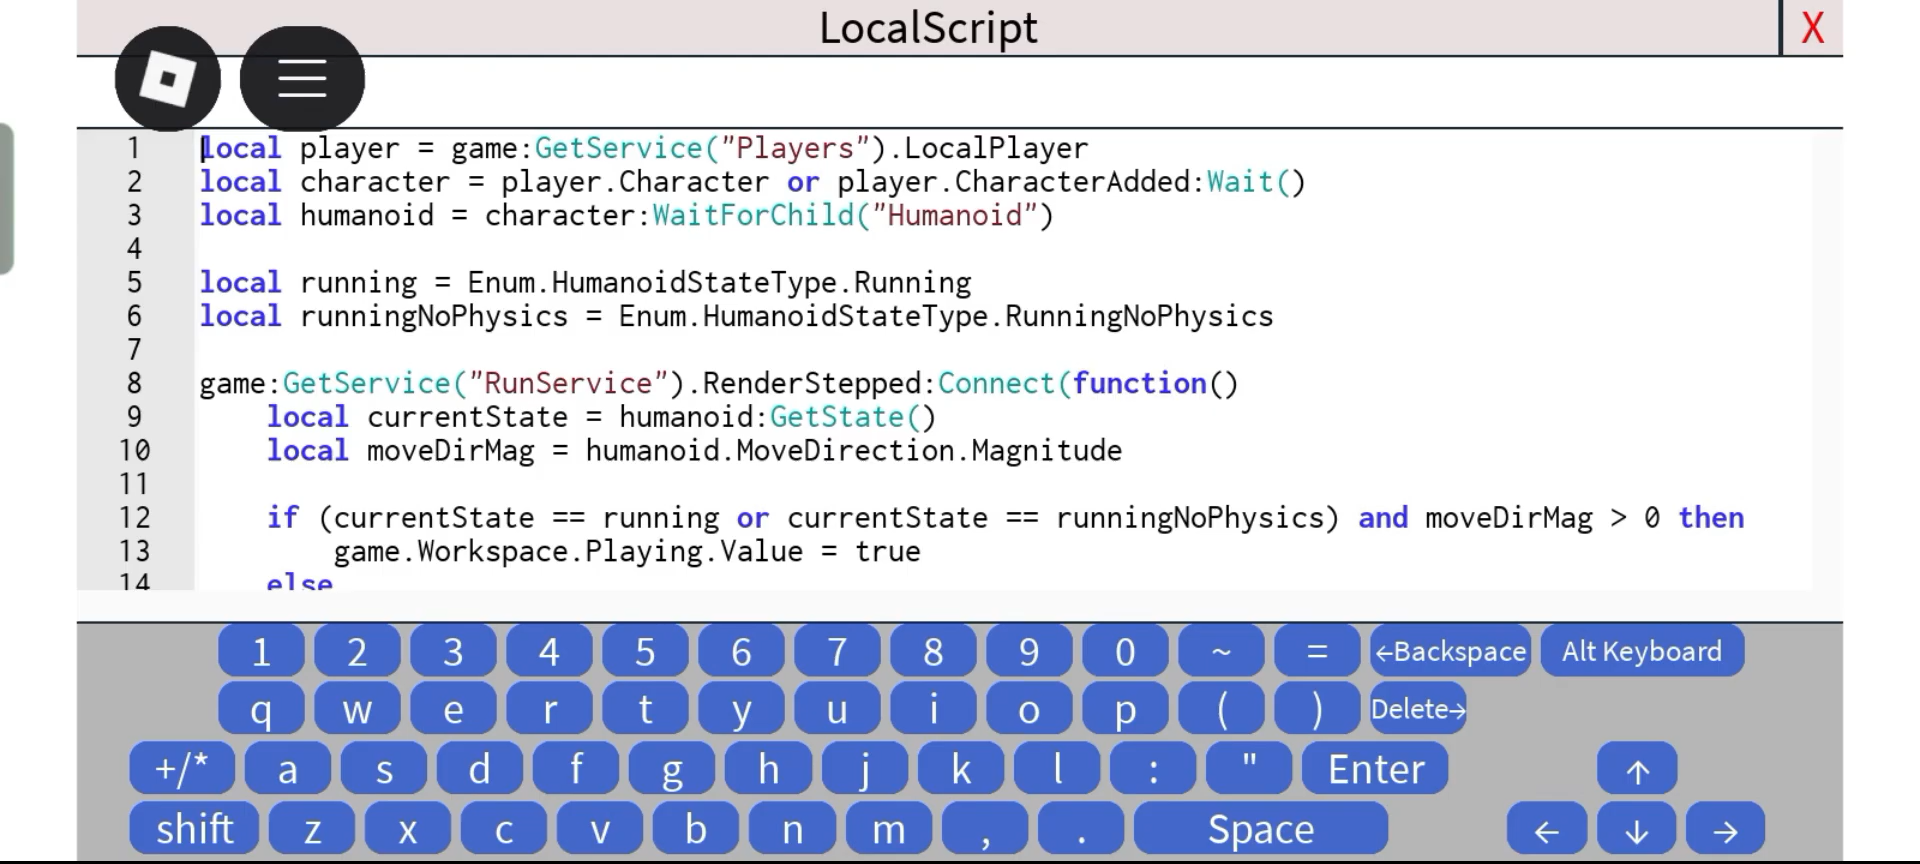 LocalScript
X
1 local player = game:GetService("Players").LocalPlayer
2 local character = player.Character or player.CharacterAdded:Wait()
3 local humanoid = character:WaitForChild("Humanoid")
4
5 local running = Enum.HumanoidStateType.Running
6 local runningNoPhysics = Enum.HumanoidStateType.RunningNoPhysics
7
8 game:GetService("RunService").RenderStepped:Connect(function()
9     local currentState = humanoid:GetState()
10     local moveDirMag = humanoid.MoveDirection.Magnitude
11
12     if (currentState == running or currentState == runningNoPhysics) and moveDirMag > 0 then
13         game.Workspace.Playing.Value = true
14     else
1 2 3 4 5 6 7 8 9 0 ~ = ←Backspace Alt Keyboard
q w e r t y u i o p ( ) Delete→
+/* a s d f g h j k l : " Enter ↑
shift z x c v b n m , . Space ← ↓ →